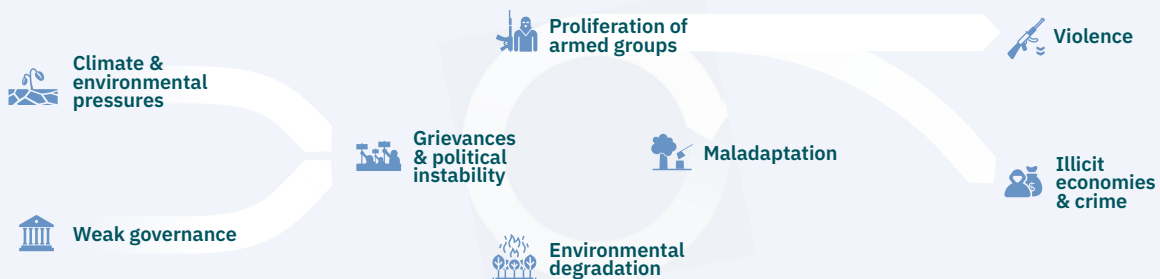 Climate &
environmental
pressures
Weak governance
Grievances
& political
instability
Proliferation of
armed groups
Maladaptation
Environmental
degradation
Violence
Illicit
economies
& crime